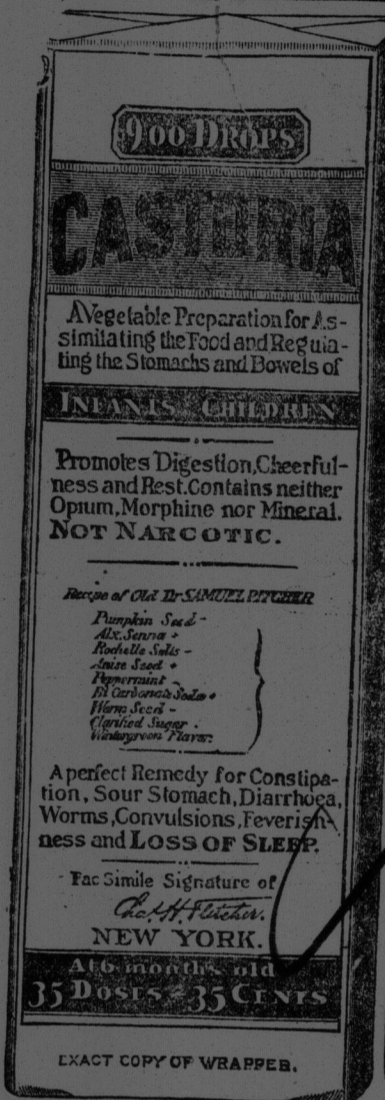 900 DROPS
CASTORIA
A Vegetable Preparation for As-
similating the Food and Regula-
ting the Stomachs and Bowels of
INFANTS CHILDREN
Promotes Digestion, Cheerful-
ness and Rest. Contains neither
Opium, Morphine nor Mineral.
NOT NARCOTIC.
Recipe of Old Dr SAMUEL PITCHER
Pumpkin Seed -
Alx. Senna +
Rochelle Salts -
Anise Seed +
Peppermint -
Bi Carbonate Soda +
Worm Seed -
Clarified Sugar .
Wintergreen Flavor:
A perfect Remedy for Constipa-
tion, Sour Stomach, Diarrhoea,
Worms, Convulsions, Feverish-
ness and LOSS OF SLEEP.
Fac Simile Signature of
Chas. H. Fletcher.
NEW YORK.
At 6 months old
35 DOSES - 35 CENTS
EXACT COPY OF WRAPPER.